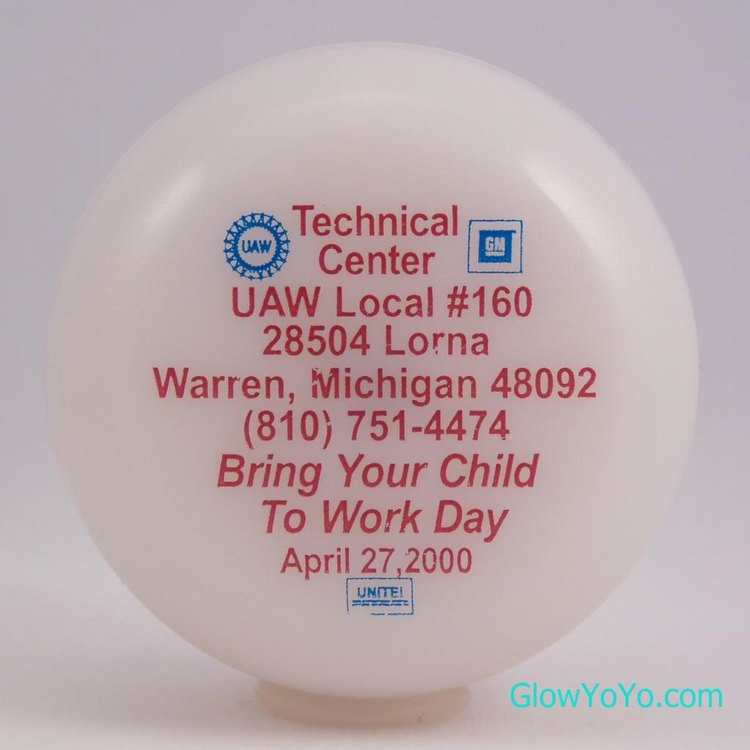 Technical
Center
UAW
GM
UAW Local #160
28504 Lorna
Warren, Michigan 48092
(810) 751-4474
Bring Your Child
To Work Day
April 27,2000
UNITE!
GlowYoYo.com